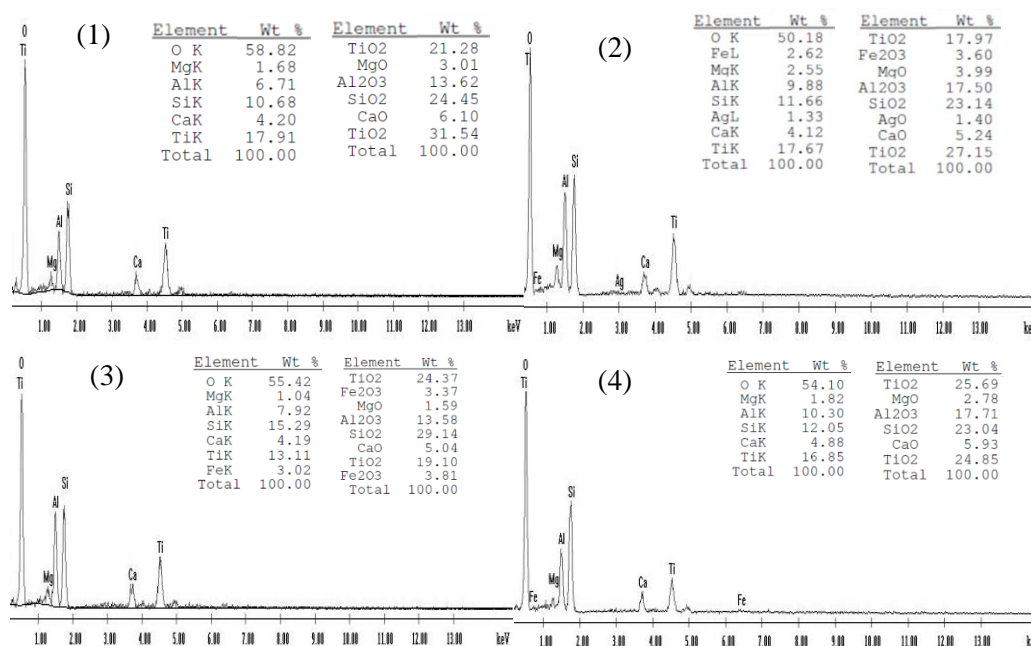 (1)
Element Wt %
O K 58.82
MgK 1.68
AlK 6.71
SiK 10.68
CaK 4.20
TiK 17.91
Total 100.00
Element Wt %
TiO2 21.28
MgO 3.01
Al2O3 13.62
SiO2 24.45
CaO 6.10
TiO2 31.54
Total 100.00
O
Ti
Mg
Al
Si
Ca
Ti
1.00 2.00 3.00 4.00 5.00 6.00 7.00 8.00 9.00 10.00 11.00 12.00 13.00 keV
(2)
Element Wt %
O K 50.18
FeL 2.62
MgK 2.55
AlK 9.88
SiK 11.66
AgL 1.33
CaK 4.12
TiK 17.67
Total 100.00
Element Wt %
TiO2 17.97
Fe2O3 3.60
MgO 3.99
Al2O3 17.50
SiO2 23.14
AgO 1.40
CaO 5.24
TiO2 27.15
Total 100.00
O
T
Fe
Mg
Al
Si
Ag
Ca
Ti
1.00 2.00 3.00 4.00 5.00 6.00 7.00 8.00 9.00 10.00 11.00 12.00 13.00 ke
(3)
Element Wt %
O K 55.42
MgK 1.04
AlK 7.92
SiK 15.29
CaK 4.19
TiK 13.11
FeK 3.02
Total 100.00
Element Wt %
TiO2 24.37
Fe2O3 3.37
MgO 1.59
Al2O3 13.58
SiO2 29.14
CaO 5.04
TiO2 19.10
Fe2O3 3.81
Total 100.00
O
Ti
Mg
Al
Si
Ca
Ti
1.00 2.00 3.00 4.00 5.00 6.00 7.00 8.00 9.00 10.00 11.00 12.00 13.00 keV
(4)
Element Wt %
O K 54.10
MgK 1.82
AlK 10.30
SiK 12.05
CaK 4.88
TiK 16.85
Total 100.00
Element Wt %
TiO2 25.69
MgO 2.78
Al2O3 17.71
SiO2 23.04
CaO 5.93
TiO2 24.85
Total 100.00
O
Ti
Fe
Mg
Al
Si
Ca
Ti
Fe
1.00 2.00 3.00 4.00 5.00 6.00 7.00 8.00 9.00 10.00 11.00 12.00 13.00 ke